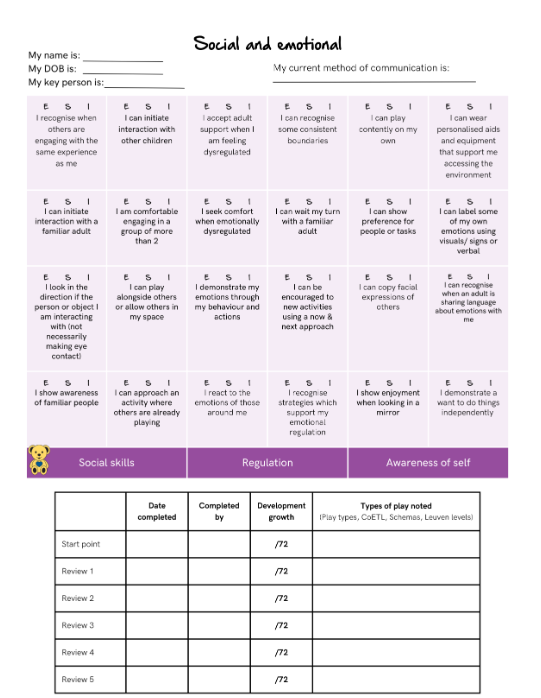 Social and emotional
My name is:
My DOB is:
My key person is:
My current method of communication is:
E S I
I recognise when
others are
engaging with the
same experience
as me
E S I
I can initiate
interaction with
other children
E S I
I accept adult
support when I
am feeling
dysregulated
E S I
I can recognise
some consistent
boundaries
E S I
I can play
contently on my
own
E S I
I can wear
personalised aids
and equipment
that support me
accessing the
environment
E S I
I can initiate
interaction with a
familiar adult
E S I
I am comfortable
engaging in a
group of more
than 2
E S I
I seek comfort
when emotionally
dysregulated
E S I
I can wait my turn
with a familiar
adult
E S I
I can show
preference for
people or tasks
E S I
I can label some
of my own
emotions using
visuals/ signs or
verbal
E S I
I look in the
direction if the
person or object I
am interacting
with (not
necessarily
making eye
contact)
E S I
I can play
alongside others
or allow others in
my space
E S I
I demonstrate my
emotions through
my behaviour and
actions
E S I
I can be
encouraged to
new activities
using a now &
next approach
E S I
I can copy facial
expressions of
others
E S I
I can recognise
when an adult is
sharing language
about emotions with
me
E S I
I show awareness
of familiar people
E S I
I can approach an
activity where
others are already
playing
E S I
I react to the
emotions of those
around me
E S I
I recognise
strategies which
support my
emotional
regulation
E S I
I show enjoyment
when looking in a
mirror
E S I
I demonstrate a
want to do things
independently
Social skills
Regulation
Awareness of self
Date
completed
Completed
by
Development
growth
Types of play noted
(Play types, CoETL, Schemas, Leuven levels)
Start point /72
Review 1 /72
Review 2 /72
Review 3 /72
Review 4 /72
Review 5 /72